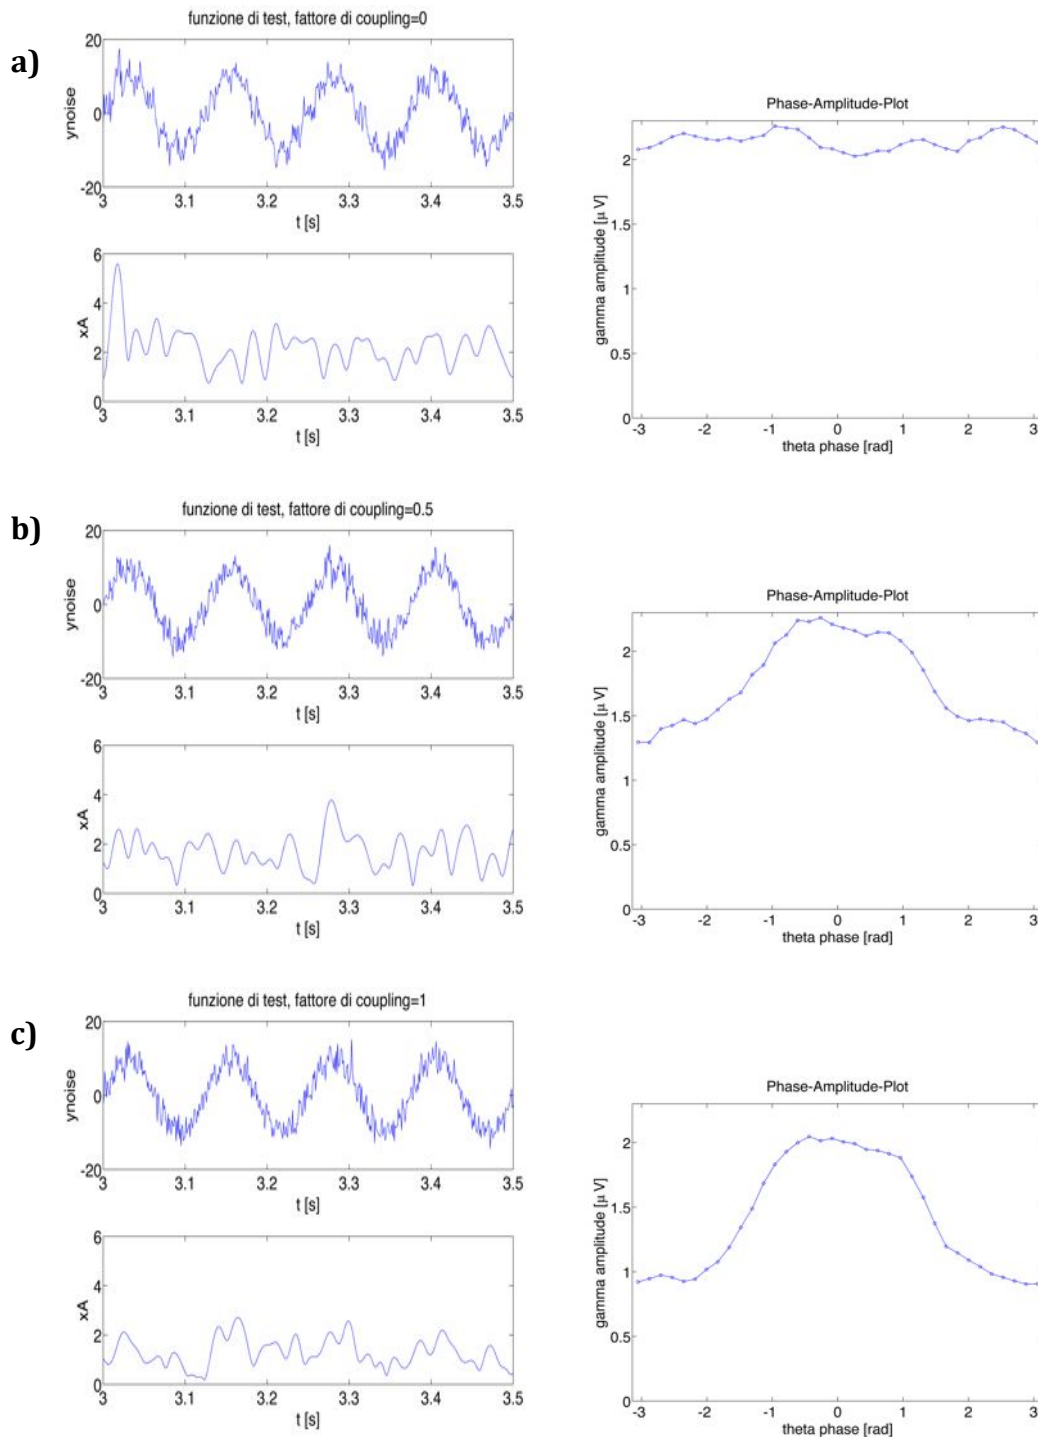 a)
funzione di test, fattore di coupling=0
20
0
-20
ynoise
3 3.1 3.2 3.3 3.4 3.5
t [s]
6
4
2
0
xA
3 3.1 3.2 3.3 3.4 3.5
t [s]
Phase-Amplitude-Plot
2
1.5
1
0.5
0
gamma amplitude [μ V]
-3 -2 -1 0 1 2 3
theta phase [rad]
b)
funzione di test, fattore di coupling=0.5
20
0
-20
ynoise
3 3.1 3.2 3.3 3.4 3.5
t [s]
6
4
2
0
xA
3 3.1 3.2 3.3 3.4 3.5
t [s]
Phase-Amplitude-Plot
2
1.5
1
0.5
0
gamma amplitude [μ V]
-3 -2 -1 0 1 2 3
theta phase [rad]
c)
funzione di test, fattore di coupling=1
20
0
-20
ynoise
3 3.1 3.2 3.3 3.4 3.5
t [s]
6
4
2
0
xA
3 3.1 3.2 3.3 3.4 3.5
t [s]
Phase-Amplitude-Plot
2
1.5
1
0.5
0
gamma amplitude [μ V]
-3 -2 -1 0 1 2 3
theta phase [rad]